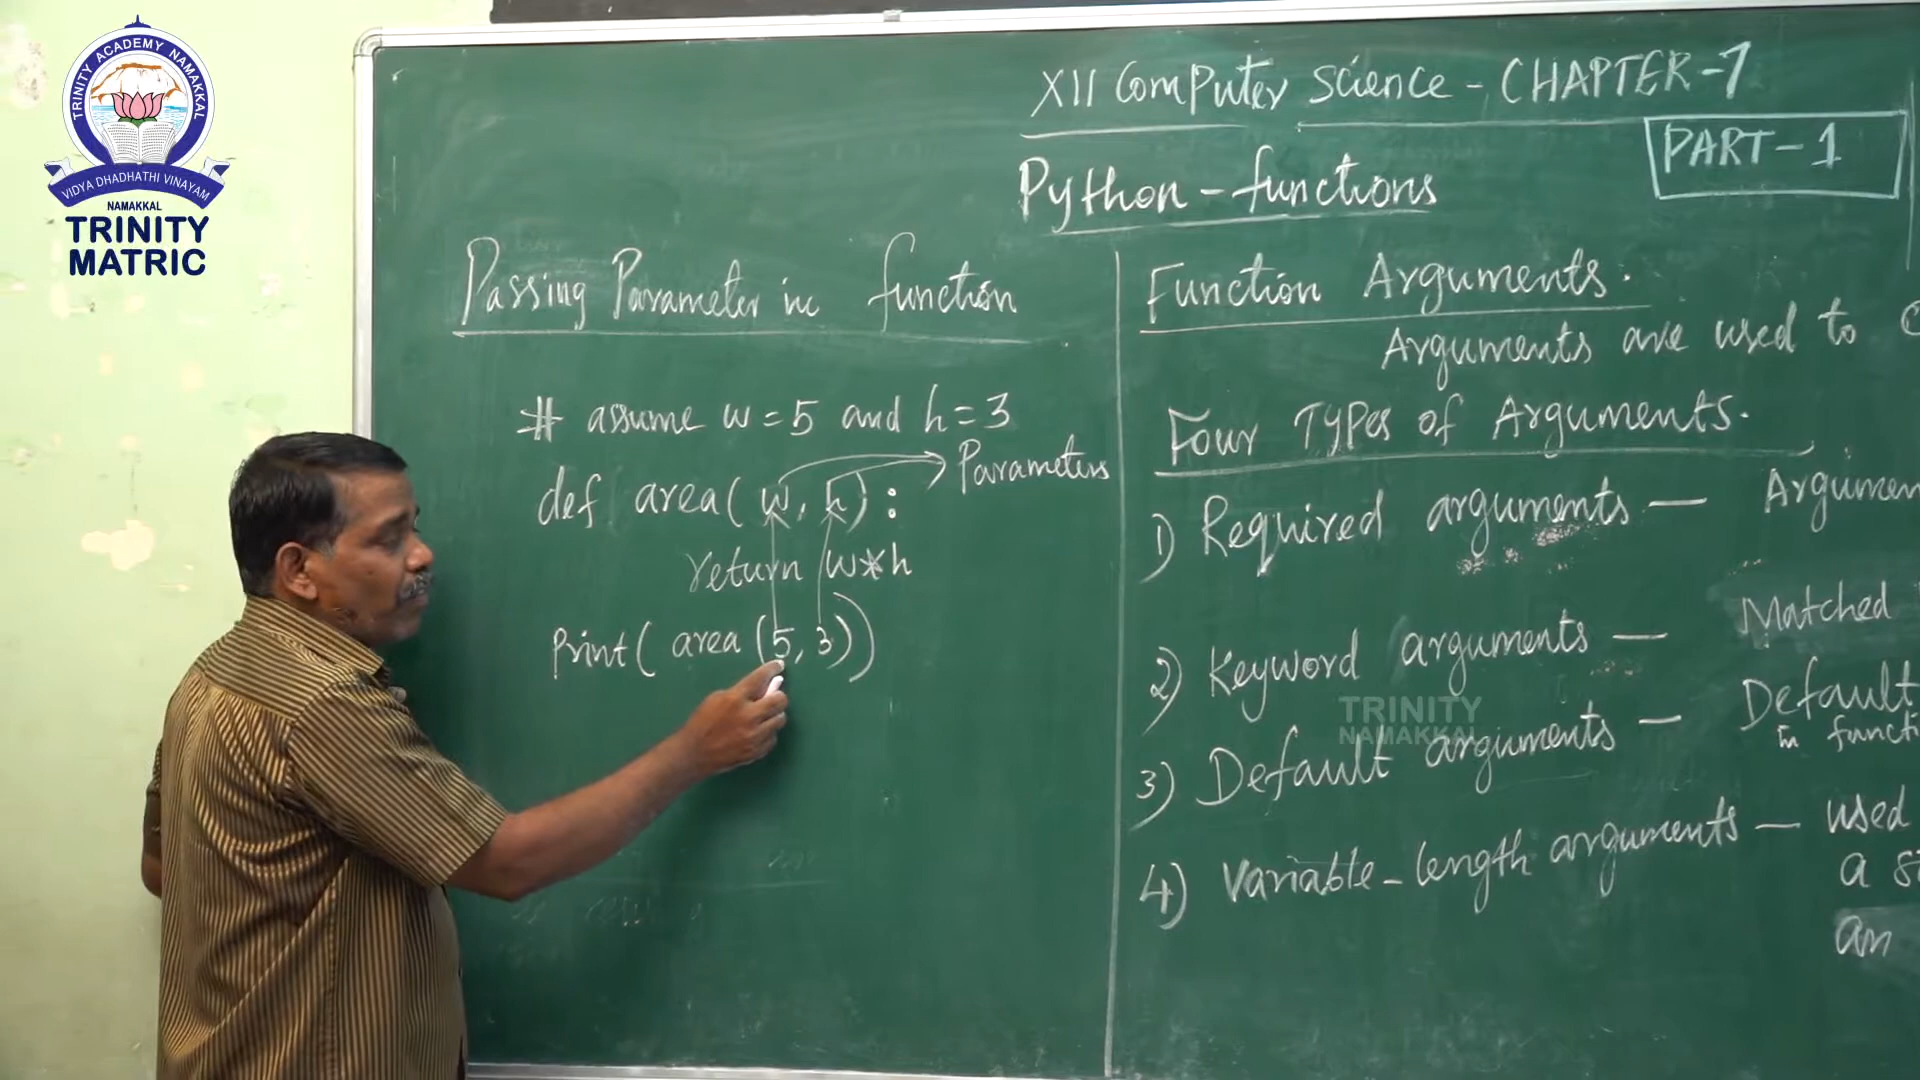 TRINITY ACADEMY NAMAKKAL
VIDYA DHADHATHI VINAYAM
NAMAKKAL
TRINITY
MATRIC
XII Computer Science - CHAPTER-7
PART-1
Python-functions
Passing Parameter in function
# assume w=5 and h=3
def area(w, h): Parameters
return w*h
Print(area(5,3))
Function Arguments.
Arguments are used to
Four Types of Arguments.
1) Required arguments —
2) Keyword arguments — Matched
3) Default arguments — Default
in
4) Variable-length arguments — used
a
an
TRINITY
NAMAKKAL